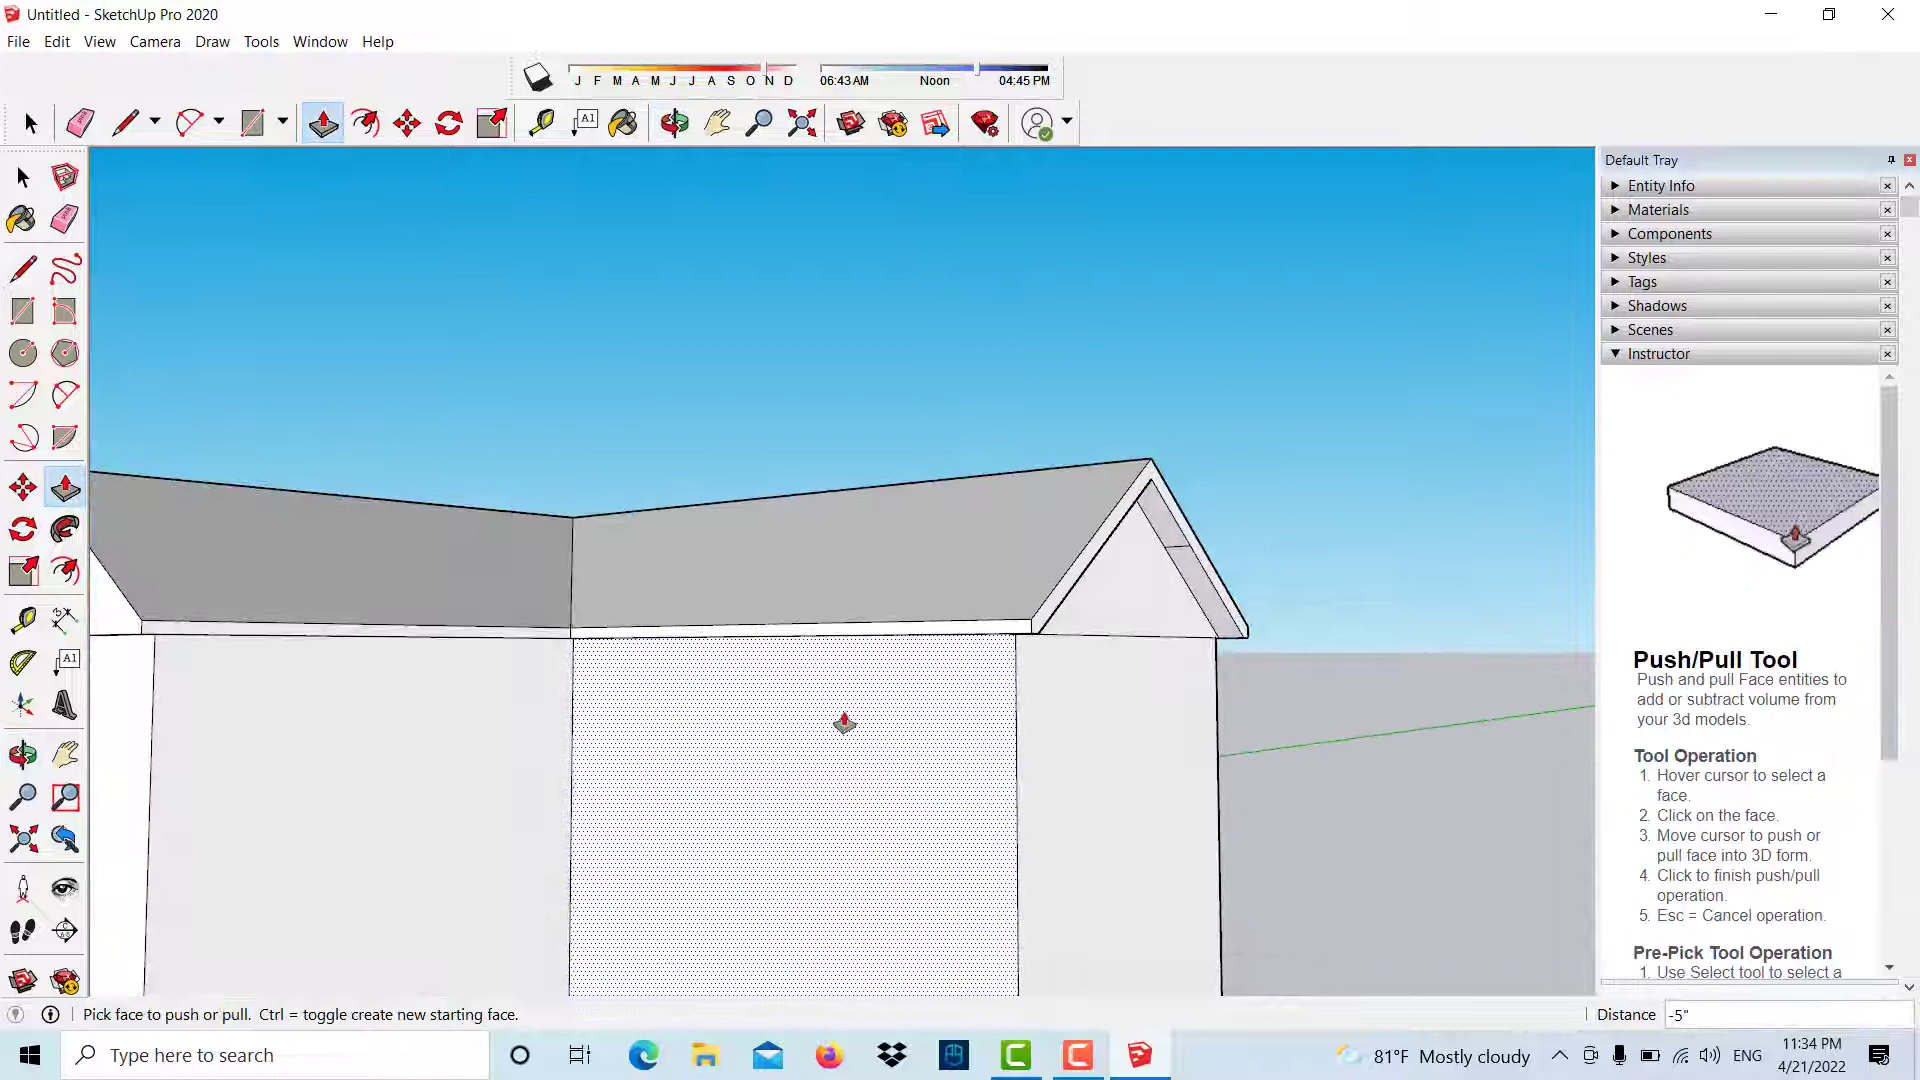 Untitled - SketchUp Pro 2020
File Edit View Camera Draw Tools Window Help
J F M A M J J A S O N D 06:43 AM Noon 04:45 PM
A1
Default Tray
Entity Info
Materials
Components
Styles
Tags
Shadows
Scenes
Instructor
A1
Push/Pull Tool
Push and pull Face entities to
add or subtract volume from
your 3d models.
Tool Operation
1. Hover cursor to select a
face.
2. Click on the face.
3. Move cursor to push or
pull face into 3D form.
4. Click to finish push/pull
operation.
5. Esc = Cancel operation.
Pre-Pick Tool Operation
1. Use Select tool to select a
Pick face to push or pull. Ctrl = toggle create new starting face.
Distance -5"
Type here to search
81°F Mostly cloudy
ENG
11:34 PM
4/21/2022